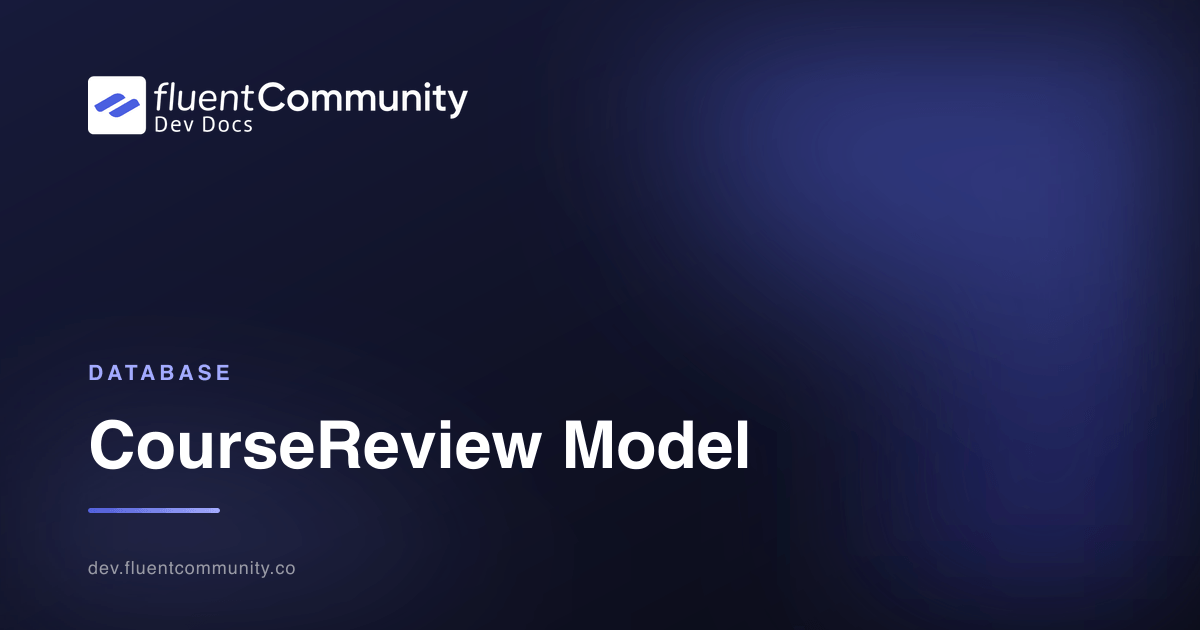 fluentCommunity
Dev Docs
DATABASE
CourseReview Model
dev.fluentcommunity.co